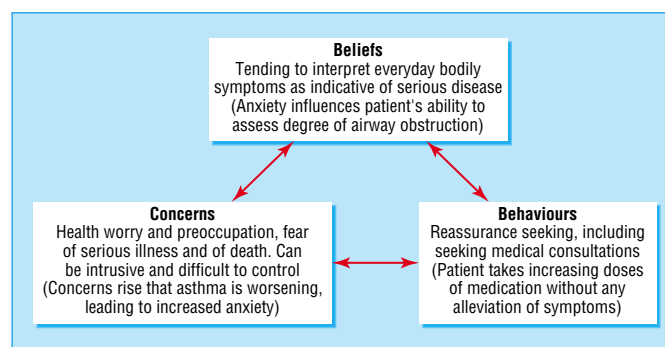 Beliefs
Tending to interpret everyday bodily
symptoms as indicative of serious disease
(Anxiety influences patient's ability to
assess degree of airway obstruction)
Concerns
Health worry and preoccupation, fear
of serious illness and of death. Can
be intrusive and difficult to control
(Concerns rise that asthma is worsening,
leading to increased anxiety)
Behaviours
Reassurance seeking, including
seeking medical consultations
(Patient takes increasing doses
of medication without any
alleviation of symptoms)